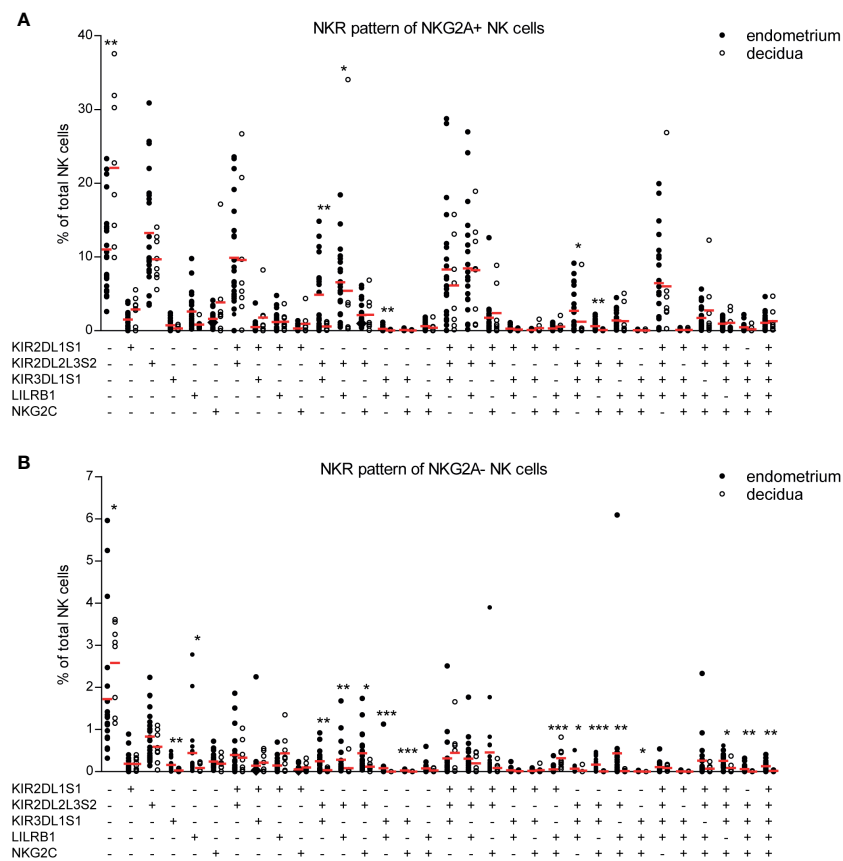 A
NKR pattern of NKG2A+ NK cells
endometrium
decidua
% of total NK cells
40
30
20
10
0
** ** * ** * **
KIR2DL1S1 - + - - - - + + + + - - - - - - + + + + + + - - - - + + + + - +
KIR2DL2L3S2 - - + - - - + - - - + + + - - - + + + - - - + + + - + + + - + +
KIR3DL1S1 - - - + - - - + - - + - - + + - + - - + + - + + - + + + - + + +
LILRB1 - - - - + - - - + - - + - + - + - + - + - + + - + + + - + + + +
NKG2C - - - - - + - - - + - - + - + + - - + - + + - + + + - + + + + +
B
NKR pattern of NKG2A- NK cells
endometrium
decidua
% of total NK cells
7
6
5
4
3
2
1
0
* ** * ** ** * *** *** *** * *** ** * * ** **
KIR2DL1S1 - + - - - - + + + + - - - - - - + + + + + + - - - - + + + + - +
KIR2DL2L3S2 - - + - - - + - - - + + + - - - + + + - - - + + + - + + + - + +
KIR3DL1S1 - - - + - - - + - - + - - + + - + - - + + - + + - + + + - + + +
LILRB1 - - - - + - - - + - - + - + - + - + - + - + + - + + + - + + + +
NKG2C - - - - - + - - - + - - + - + + - - + - + + - + + + - + + + + +